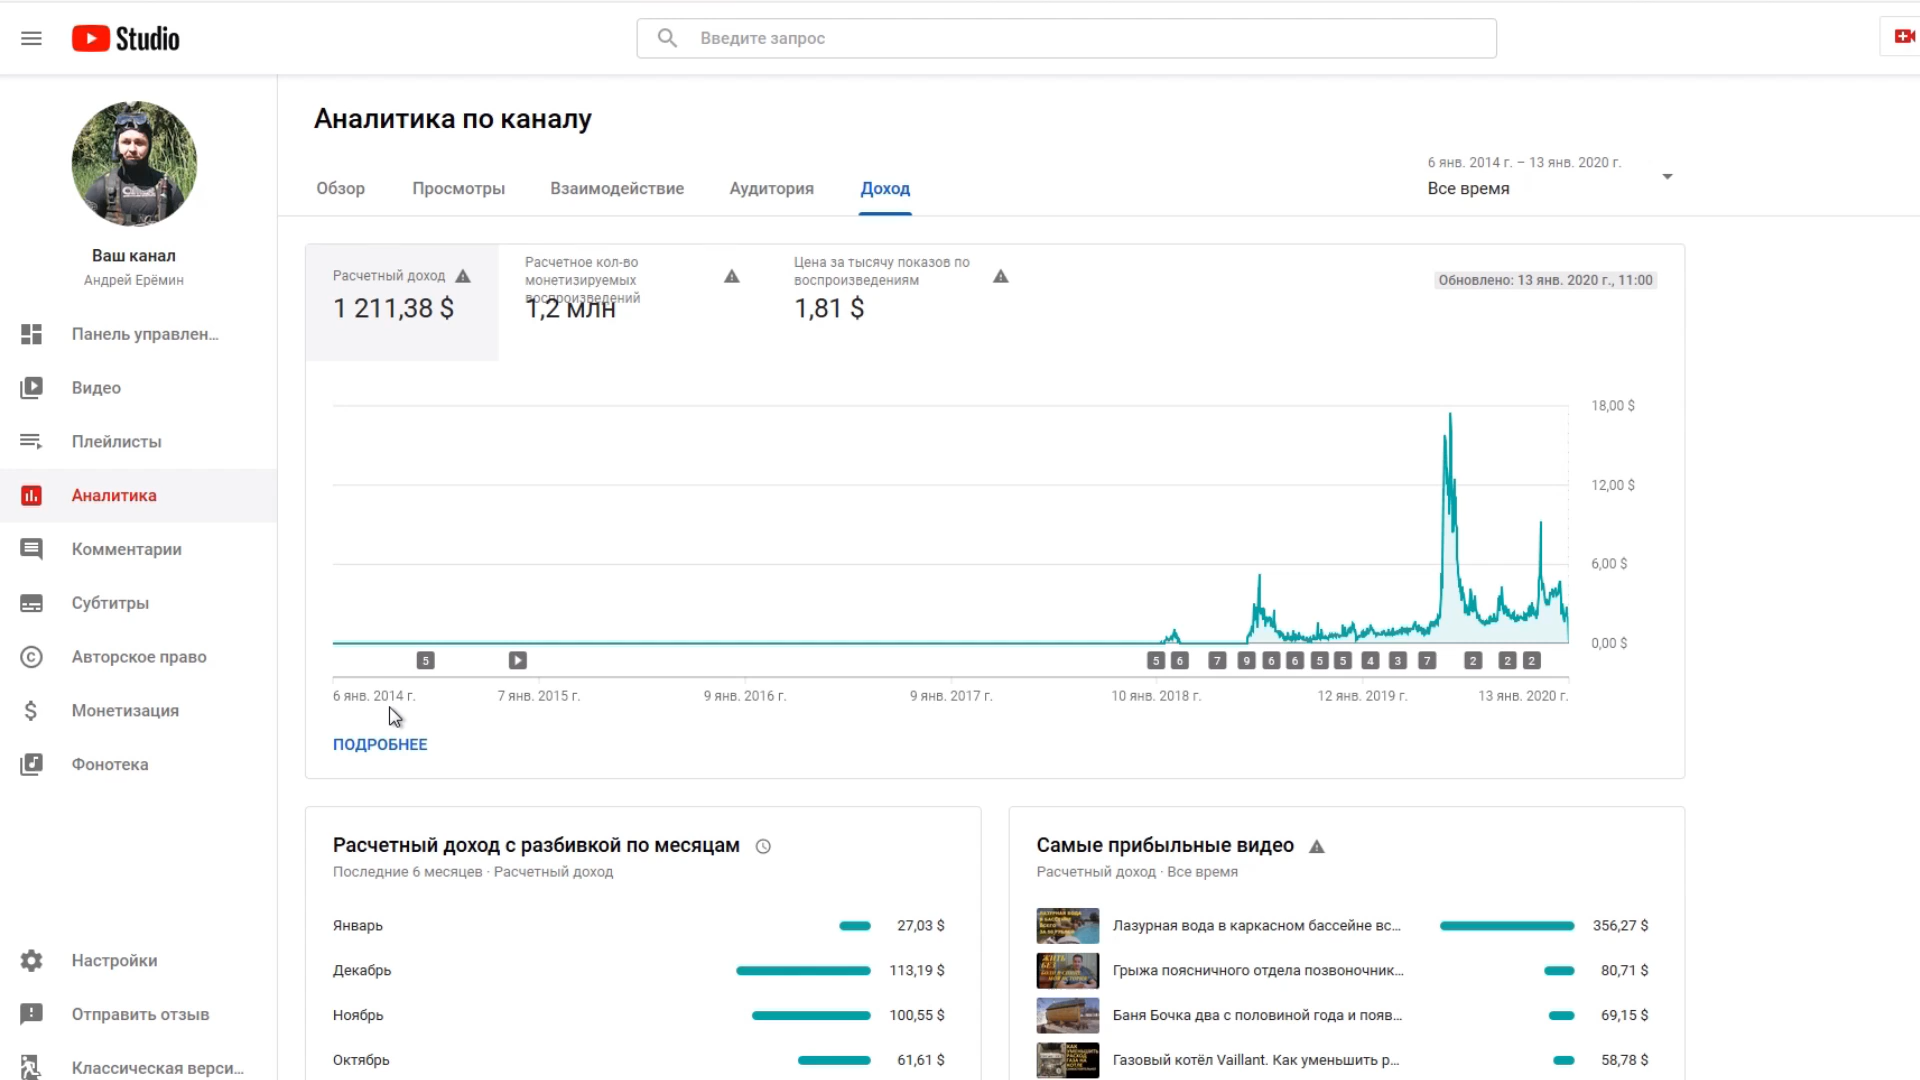 Studio
Введите запрос
Ваш канал
Андрей Ерёмин
Панель управлен...
Видео
Плейлисты
Аналитика
Комментарии
Субтитры
Авторское право
Монетизация
Фонотека
Настройки
Отправить отзыв
Классическая верси...
Аналитика по каналу
Обзор
Просмотры
Взаимодействие
Аудитория
Доход
6 янв. 2014 г. – 13 янв. 2020 г.
Все время
Расчетный доход
1 211,38 $
Расчетное кол-во
монетизируемых
воспроизведений
1,2 млн
Цена за тысячу показов по
воспроизведениям
1,81 $
Обновлено: 13 янв. 2020 г., 11:00
18,00 $
12,00 $
6,00 $
0,00 $
5 5 6 7 9 6 6 5 5 4 3 7 2 2 2
6 янв. 2014 г. 7 янв. 2015 г. 9 янв. 2016 г. 9 янв. 2017 г. 10 янв. 2018 г. 12 янв. 2019 г. 13 янв. 2020 г.
ПОДРОБНЕЕ
Расчетный доход с разбивкой по месяцам
Последние 6 месяцев · Расчетный доход
Январь 27,03 $
Декабрь 113,19 $
Ноябрь 100,55 $
Октябрь 61,61 $
Самые прибыльные видео
Расчетный доход · Все время
Лазурная вода в каркасном бассейне вс... 356,27 $
Грыжа поясничного отдела позвоночник... 80,71 $
Баня Бочка два с половиной года и появ... 69,15 $
Газовый котёл Vaillant. Как уменьшить р... 58,78 $